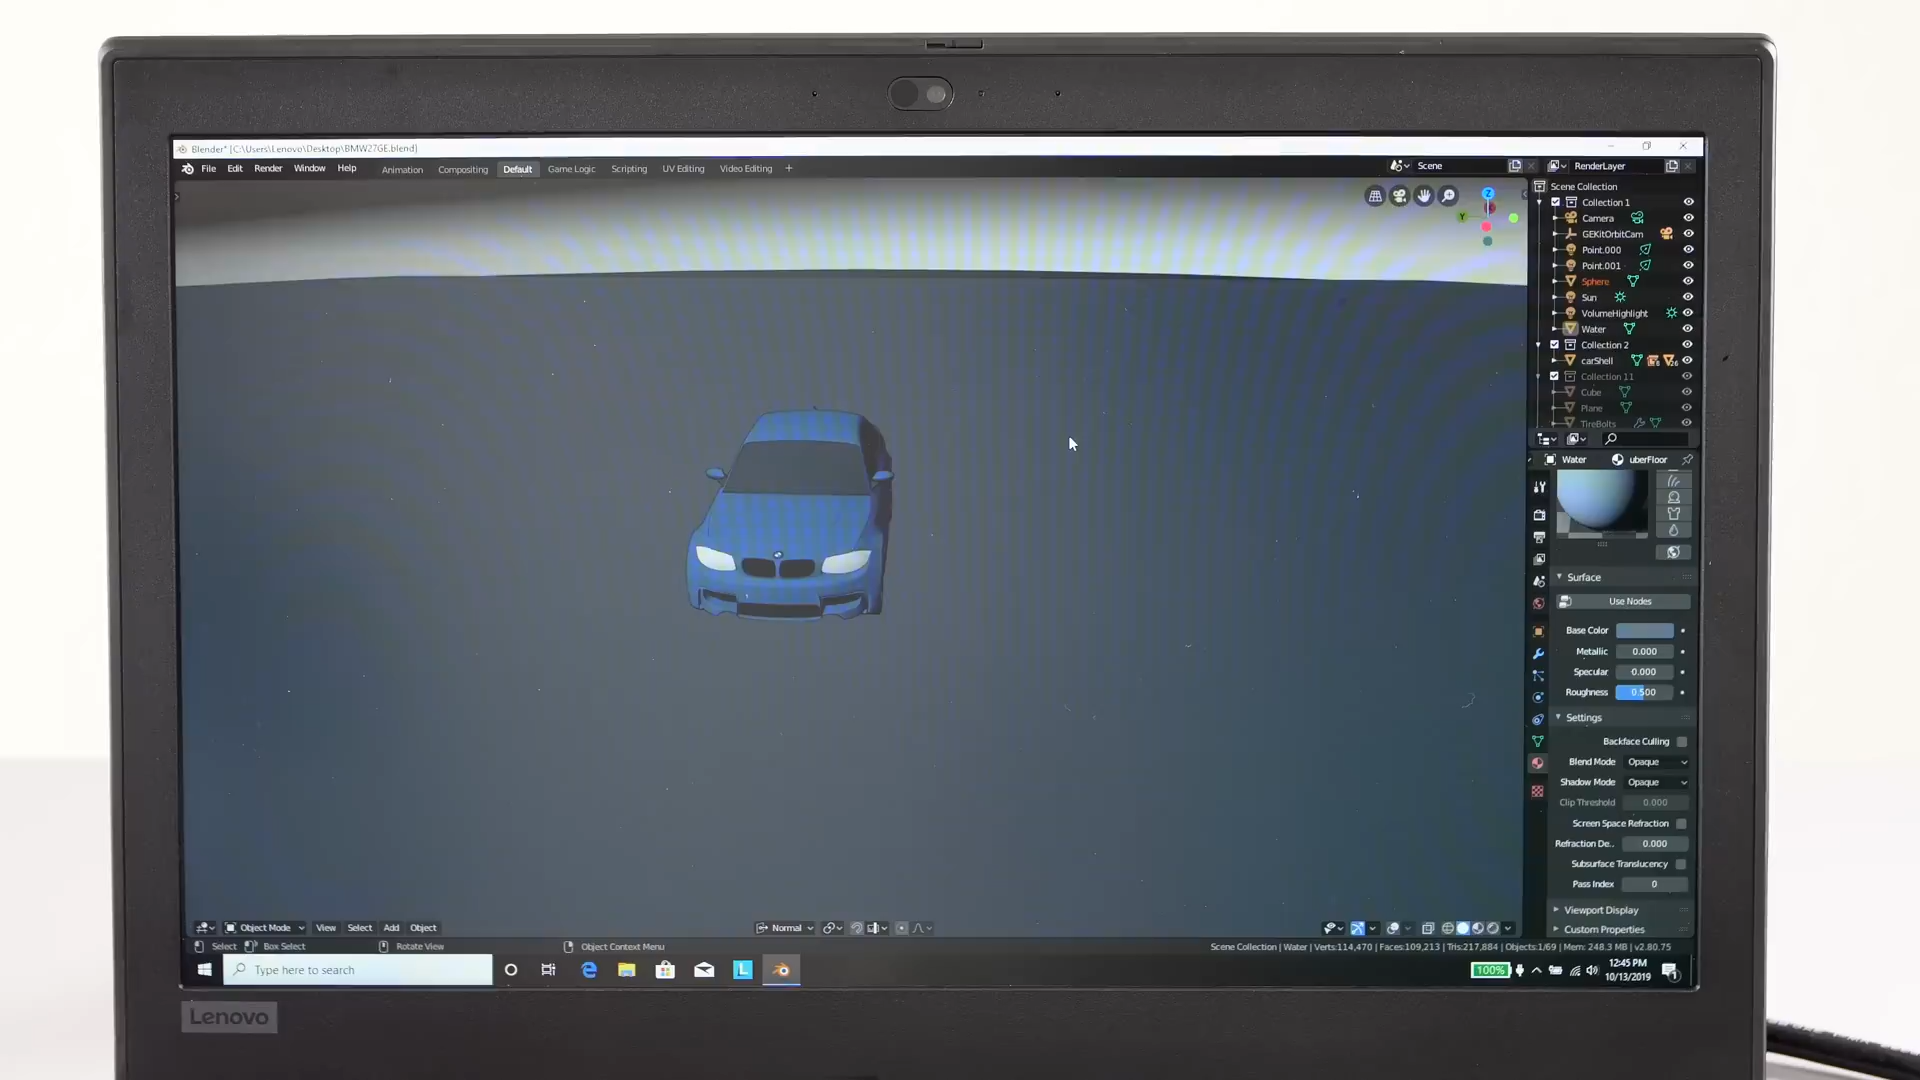 Blender* [C:\Users\Lenovo\Desktop\BMW27GE.blend]
File Edit Render Window Help Animation Compositing Default Game Logic Scripting UV Editing Video Editing +
Scene
RenderLayer
Y
Z
Scene Collection
Collection 1
Camera
GEKitOrbitCam
Point.000
Point.001
Sphere
Sun
VolumeHighlight
Water
Collection 2
carShell
Collection 11
Cube
Plane
TireBolts
Water uberFloor
Surface
Use Nodes
Base Color
Metallic 0.000
Specular 0.000
Roughness 0.500
Settings
Backface Culling
Blend Mode Opaque
Shadow Mode Opaque
Clip Threshold 0.000
Screen Space Refraction
Refraction De.. 0.000
Subsurface Translucency
Pass Index 0
Viewport Display
Custom Properties
Object Mode View Select Add Object Normal
Select Box Select Rotate View Object Context Menu
Scene Collection | Water | Verts:114,470 | Faces:109,213 | Tris:217,884 | Objects:1/69 | Mem: 248.3 MB | v2.80.75
Type here to search
L
100%
12:45 PM
10/13/2019
1
Lenovo